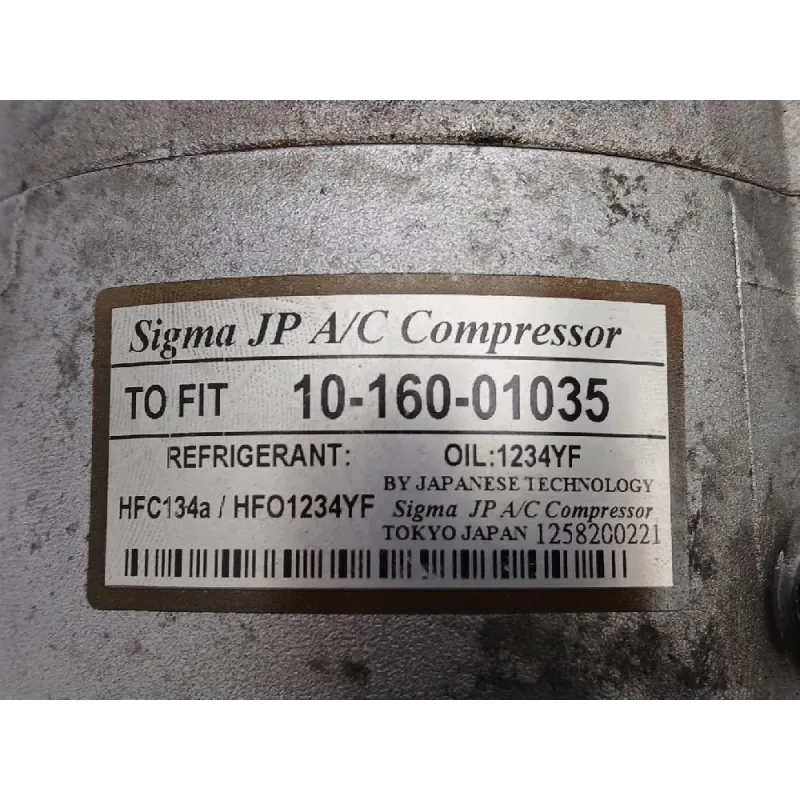 Sigma JP A/C Compressor
TO FIT 10-160-01035
REFRIGERANT: OIL:1234YF
HFC134a / HFO1234YF
BY JAPANESE TECHNOLOGY
Sigma JP A/C Compressor
TOKYO JAPAN 1258200221